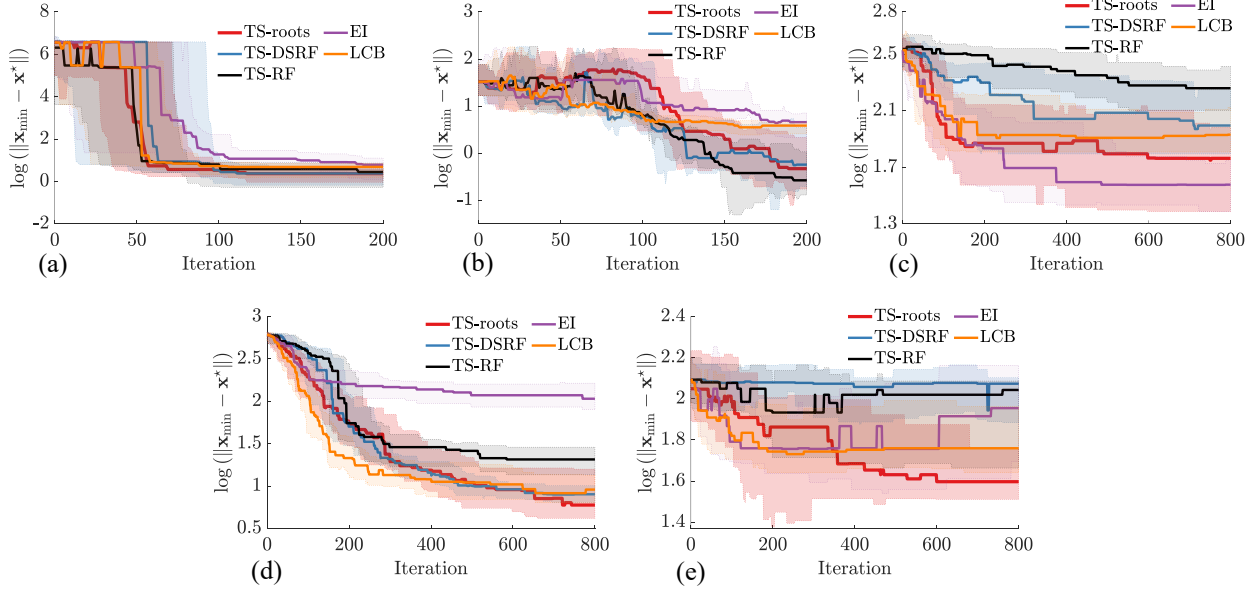 8
6
4
2
0
-2
log (||x_min − x*||)
TS-roots
TS-DSRF
TS-RF
EI
LCB
0
50
100
150
200
Iteration
(a)
3
2
1
0
-1
log (||x_min − x*||)
TS-roots
TS-DSRF
TS-RF
EI
LCB
0
50
100
150
200
Iteration
(b)
2.8
2.5
2.1
1.7
1.3
log (||x_min − x*||)
TS-roots
TS-DSRF
TS-RF
EI
LCB
0
200
400
600
800
Iteration
(c)
3
2.5
2
1.5
1
0.5
log (||x_min − x*||)
TS-roots
TS-DSRF
TS-RF
EI
LCB
0
200
400
600
800
Iteration
(d)
2.4
2.2
2
1.8
1.6
1.4
log (||x_min − x*||)
TS-roots
TS-DSRF
TS-RF
EI
LCB
0
200
400
600
800
Iteration
(e)